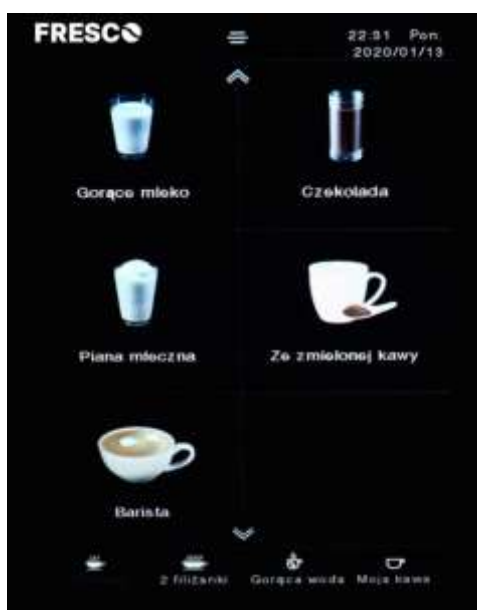 FRESCO
22:31 Pon.
2020/01/13
Gorące mleko
Czekolada
Piana mleczna
Ze zmielonej kawy
Barista
2 filiżanki
Gorąca woda
Moja kawa